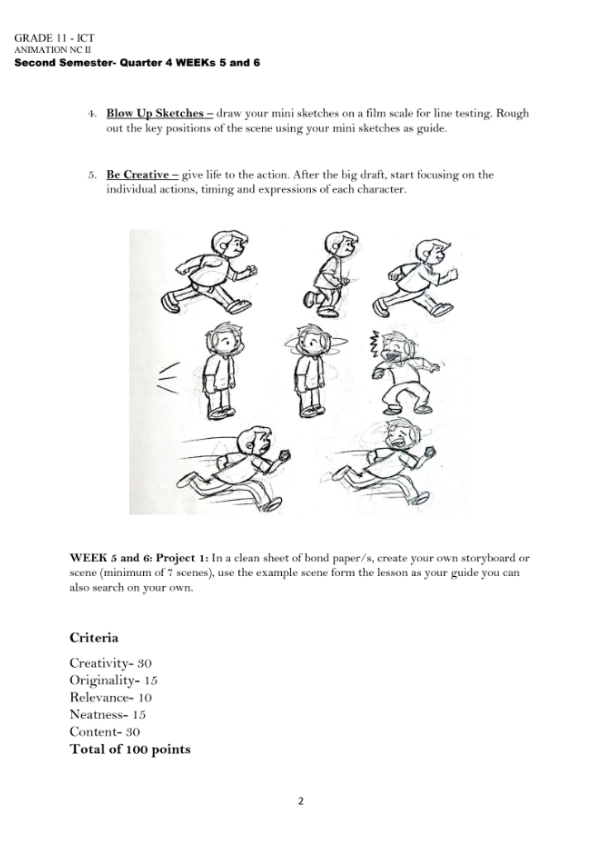 GRADE 11 - ICT
ANIMATION NC II
Second Semester- Quarter 4 WEEKs 5 and 6
4. Blow Up Sketches – draw your mini sketches on a film scale for line testing. Rough
out the key positions of the scene using your mini sketches as guide.
5. Be Creative – give life to the action. After the big draft, start focusing on the
individual actions, timing and expressions of each character.
WEEK 5 and 6: Project 1: In a clean sheet of bond paper/s, create your own storyboard or
scene (minimum of 7 scenes), use the example scene form the lesson as your guide you can
also search on your own.
Criteria
Creativity- 30
Originality- 15
Relevance- 10
Neatness- 15
Content- 30
Total of 100 points
2